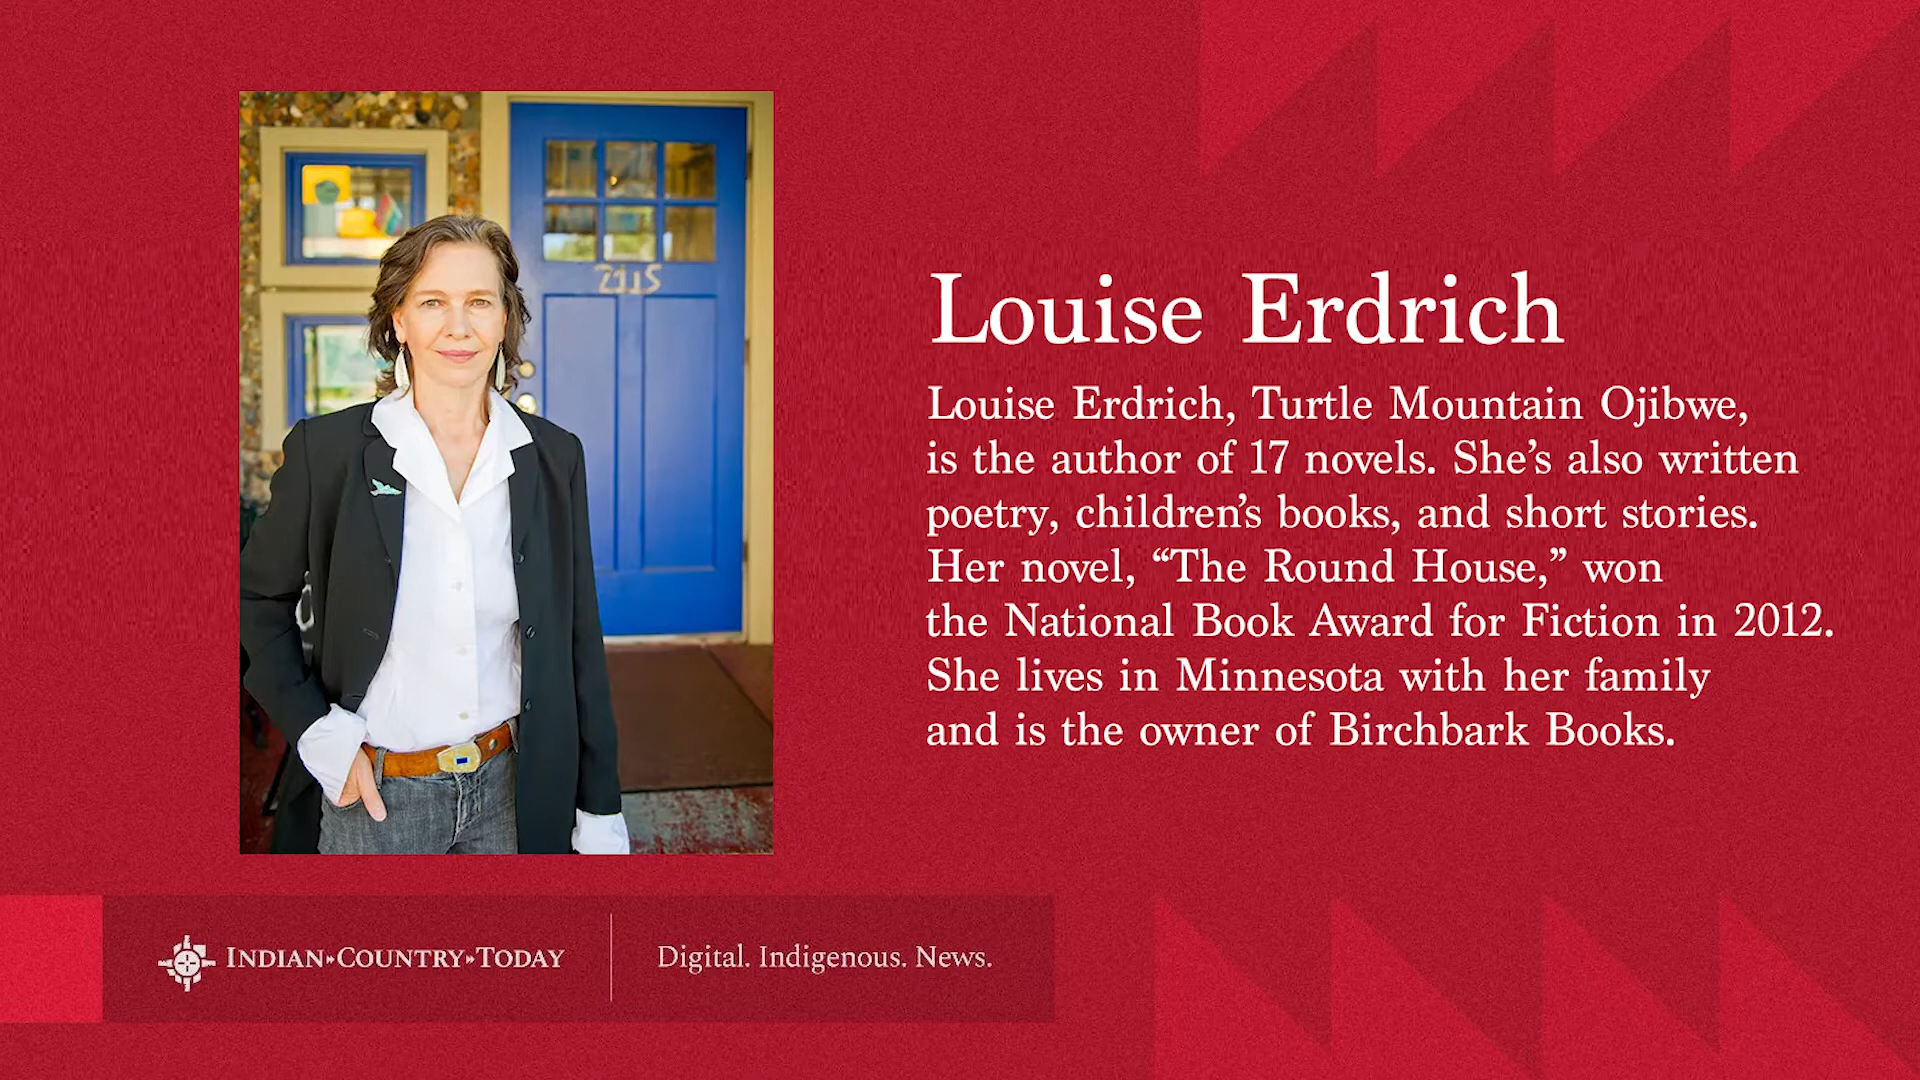 2115
Louise Erdrich
Louise Erdrich, Turtle Mountain Ojibwe,
is the author of 17 novels. She’s also written
poetry, children’s books, and short stories.
Her novel, “The Round House,” won
the National Book Award for Fiction in 2012.
She lives in Minnesota with her family
and is the owner of Birchbark Books.
INDIAN▸COUNTRY▸TODAY
Digital. Indigenous. News.